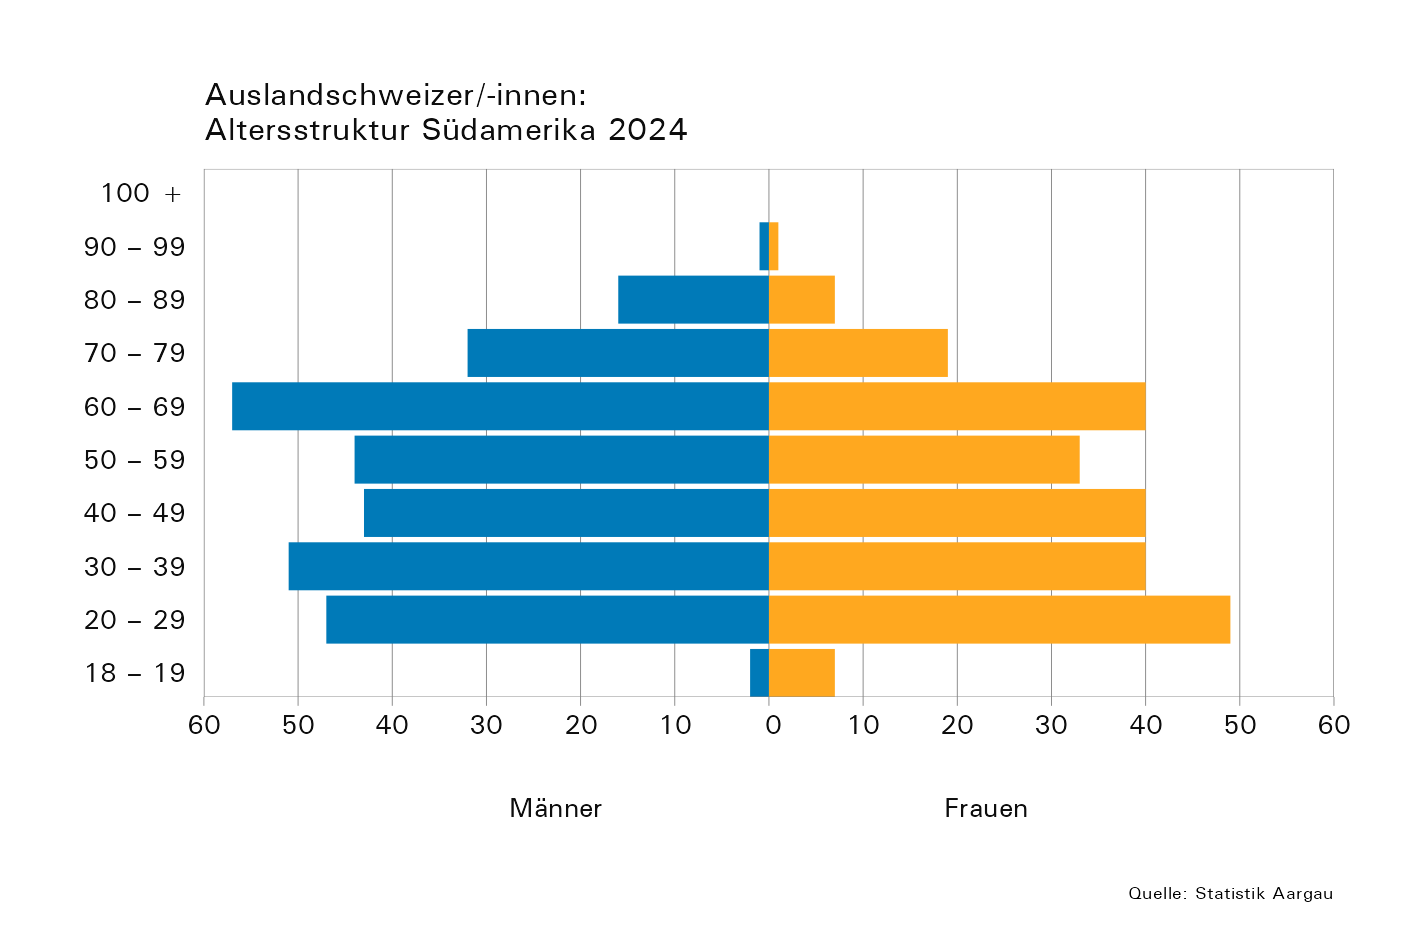 Auslandschweizer/-innen:
Altersstruktur Südamerika 2024
100 +
90 – 99
80 – 89
70 – 79
60 – 69
50 – 59
40 – 49
30 – 39
20 – 29
18 – 19
60 50 40 30 20 10 0 10 20 30 40 50 60
Männer Frauen
Quelle: Statistik Aargau